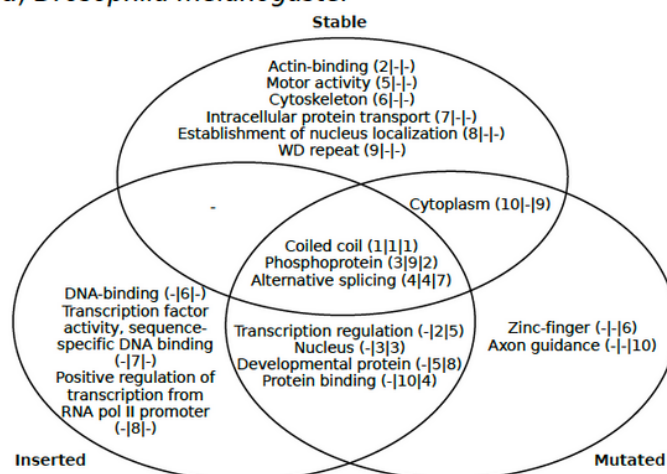 Drosophila melanogaster
Stable
Actin-binding (2|-|-)
Motor activity (5|-|-)
Cytoskeleton (6|-|-)
Intracellular protein transport (7|-|-)
Establishment of nucleus localization (8|-|-)
WD repeat (9|-|-)
-
Cytoplasm (10|-|9)
Coiled coil (1|1|1)
Phosphoprotein (3|9|2)
Alternative splicing (4|4|7)
DNA-binding (-|6|-)
Transcription factor
activity, sequence-
specific DNA binding
(-|7|-)
Positive regulation of
transcription from
RNA pol II promoter
(-|8|-)
Transcription regulation (-|2|5)
Nucleus (-|3|3)
Developmental protein (-|5|8)
Protein binding (-|10|4)
Zinc-finger (-|-|6)
Axon guidance (-|-|10)
Inserted
Mutated